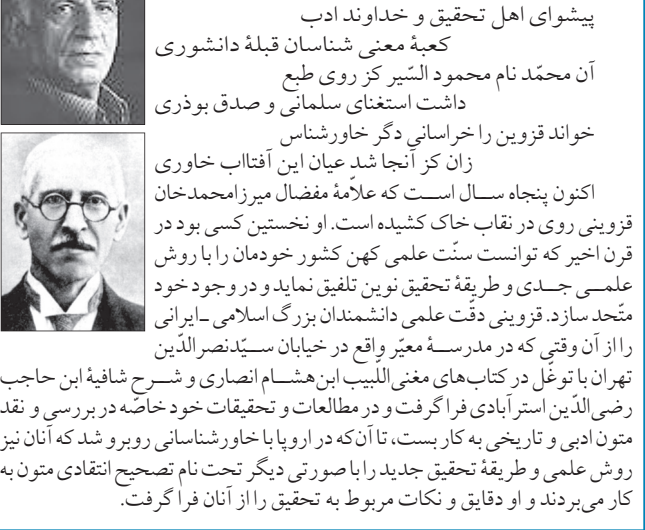 پیشوای اهل تحقیق و خداوند ادب
کعبهٔ معنی شناسان قبلهٔ دانشوری
آن محمّد نام محمود السّیر کز روی طبع
داشت استغنای سلمانی و صدق بوذری
خواند قزوین را خراسانی دگر خاورشناس
زان کز آنجا شد عیان این آفتااب خاوری
اکنون پنجاه سال است که علاّمهٔ مفضال میرزامحمدخان
قزوینی روی در نقاب خاک کشیده است. او نخستین کسی بود در
قرن اخیر که توانست سنّت علمی کهن کشور خودمان را با روش
علمی جدی و طریقهٔ تحقیق نوین تلفیق نماید و در وجود خود
متّحد سازد. قزوینی دقّت علمی دانشمندان بزرگ اسلامی ـ ایرانی
را از آن وقتی که در مدرسهٔ معیّر واقع در خیابان سیّدنصرالدّین
تهران با توغّل در کتاب‌های مغنی‌اللّبیب ابن‌هشام انصاری و شرح شافیهٔ ابن حاجب
رضی‌الدّین استرآبادی فرا گرفت و در مطالعات و تحقیقات خود خاصّه در بررسی و نقد
متون ادبی و تاریخی به کار بست، تا آن‌که در اروپا با خاورشناسانی روبرو شد که آنان نیز
روش علمی و طریقهٔ تحقیق جدید را با صورتی دیگر تحت نام تصحیح انتقادی متون به
کار می‌بردند و او دقایق و نکات مربوط به تحقیق را از آنان فرا گرفت.